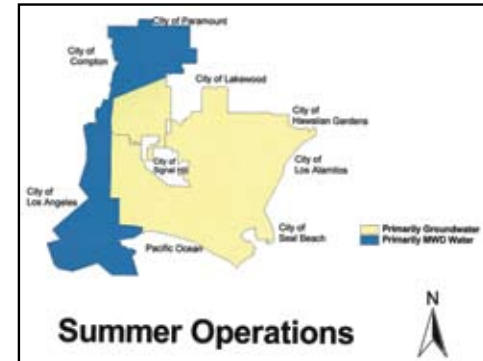 City of Paramount
City of
Compton
City of Lakewood
City of
Hawaiian Gardens
City of
Signal Hill
City of
Los Alamitos
City of
Los Angeles
City of
Seal Beach
Pacific Ocean
Primarily Groundwater
Primarily MWD Water
N
Summer Operations